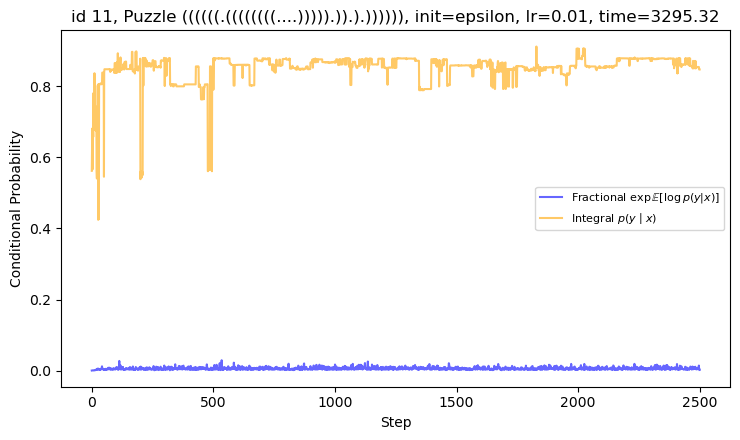 id 11, Puzzle ((((((.((((((((....))))).)).).)))))), init=epsilon, lr=0.01, time=3295.32
Conditional Probability
0.8
0.6
0.4
0.2
0.0
Fractional exp𝔼[log p(y|x)]
Integral p(y | x)
0
500
1000
1500
2000
2500
Step